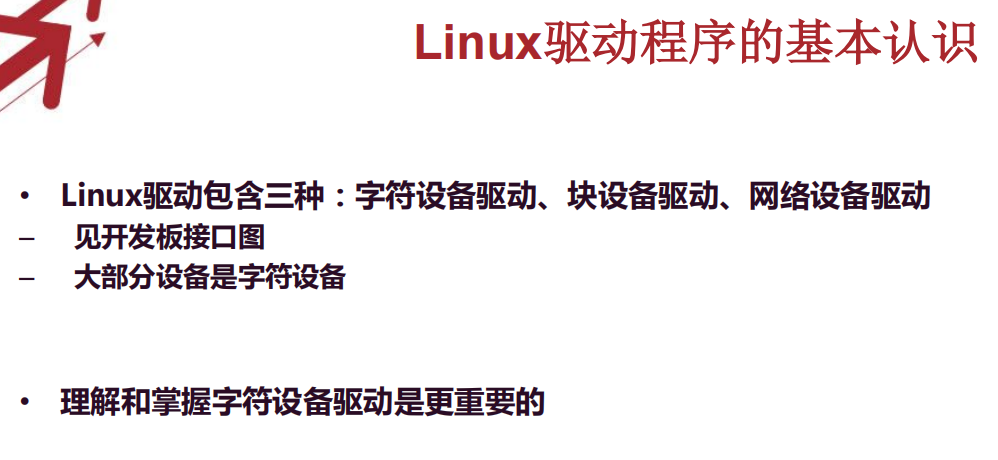 Linux驱动程序的基本认识
• Linux驱动包含三种：字符设备驱动、块设备驱动、网络设备驱动
– 见开发板接口图
– 大部分设备是字符设备
• 理解和掌握字符设备驱动是更重要的